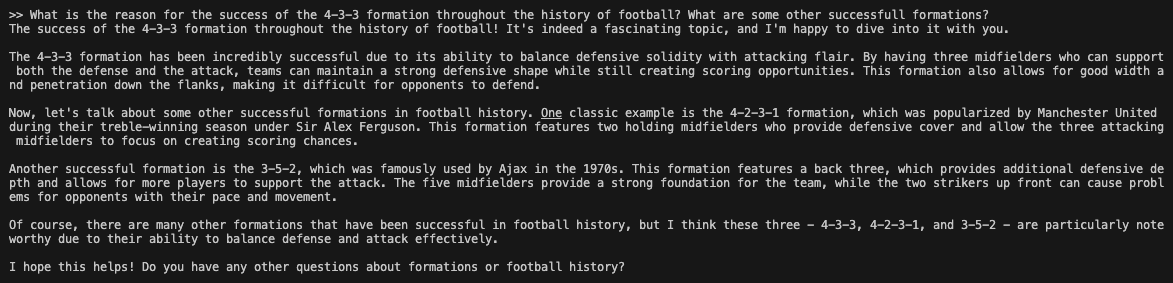 >> What is the reason for the success of the 4-3-3 formation throughout the history of football? What are some other successfull formations?
The success of the 4-3-3 formation throughout the history of football! It's indeed a fascinating topic, and I'm happy to dive into it with you.

The 4-3-3 formation has been incredibly successful due to its ability to balance defensive solidity with attacking flair. By having three midfielders who can support
 both the defense and the attack, teams can maintain a strong defensive shape while still creating scoring opportunities. This formation also allows for good width a
nd penetration down the flanks, making it difficult for opponents to defend.

Now, let's talk about some other successful formations in football history. One classic example is the 4-2-3-1 formation, which was popularized by Manchester United
during their treble-winning season under Sir Alex Ferguson. This formation features two holding midfielders who provide defensive cover and allow the three attacking
 midfielders to focus on creating scoring chances.

Another successful formation is the 3-5-2, which was famously used by Ajax in the 1970s. This formation features a back three, which provides additional defensive de
pth and allows for more players to support the attack. The five midfielders provide a strong foundation for the team, while the two strikers up front can cause probl
ems for opponents with their pace and movement.

Of course, there are many other formations that have been successful in football history, but I think these three - 4-3-3, 4-2-3-1, and 3-5-2 - are particularly note
worthy due to their ability to balance defense and attack effectively.

I hope this helps! Do you have any other questions about formations or football history?